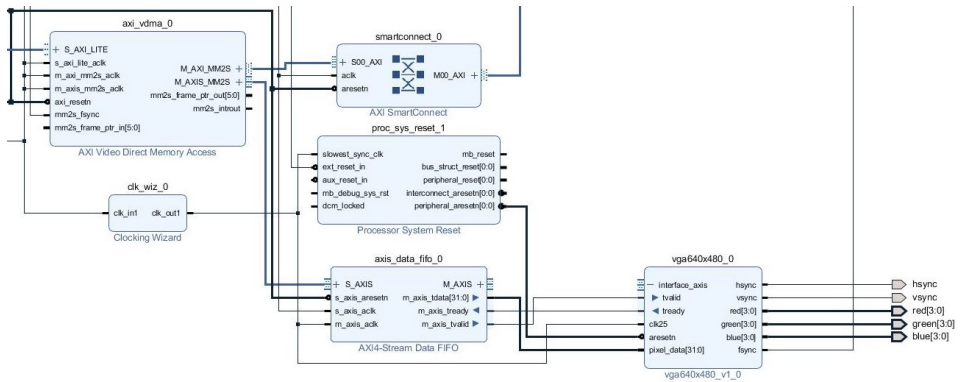 axi_vdma_0
S_AXI_LITE
s_axi_lite_aclk
m_axi_mm2s_aclk
m_axis_mm2s_aclk
axi_resetn
mm2s_fsync
mm2s_frame_ptr_in[5:0]
M_AXI_MM2S
M_AXIS_MM2S
mm2s_frame_ptr_out[5:0]
mm2s_introut
AXI Video Direct Memory Access
smartconnect_0
S00_AXI
aclk
aresetn
M00_AXI
AXI SmartConnect
proc_sys_reset_1
slowest_sync_clk
ext_reset_in
aux_reset_in
mb_debug_sys_rst
dcm_locked
mb_reset
bus_struct_reset[0:0]
peripheral_reset[0:0]
interconnect_aresetn[0:0]
peripheral_aresetn[0:0]
Processor System Reset
clk_wiz_0
clk_in1 clk_out1
Clocking Wizard
axis_data_fifo_0
S_AXIS
s_axis_aresetn
s_axis_aclk
m_axis_aclk
M_AXIS
m_axis_tdata[31:0]
m_axis_tready
m_axis_tvalid
AXI4-Stream Data FIFO
vga640x480_0
interface_axis
tvalid
tready
clk25
aresetn
pixel_data[31:0]
hsync
vsync
red[3:0]
green[3:0]
blue[3:0]
fsync
vga640x480_v1_0
hsync
vsync
red[3:0]
green[3:0]
blue[3:0]